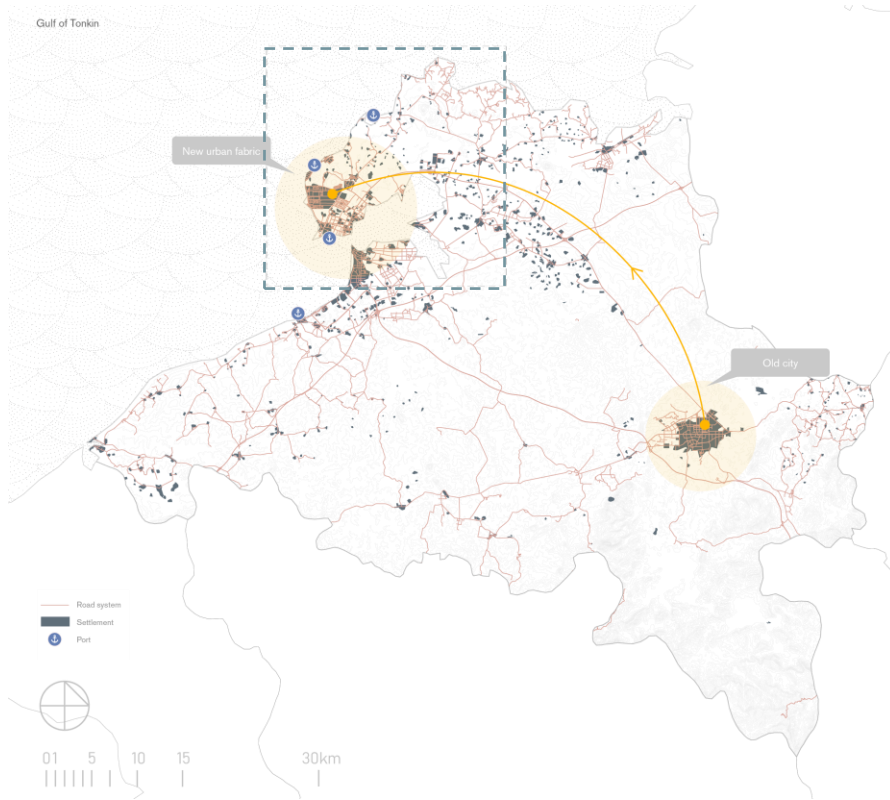 Gulf of Tonkin
New urban fabric
Old city
Road system
Settlement
Port
01 5 10 15 30km